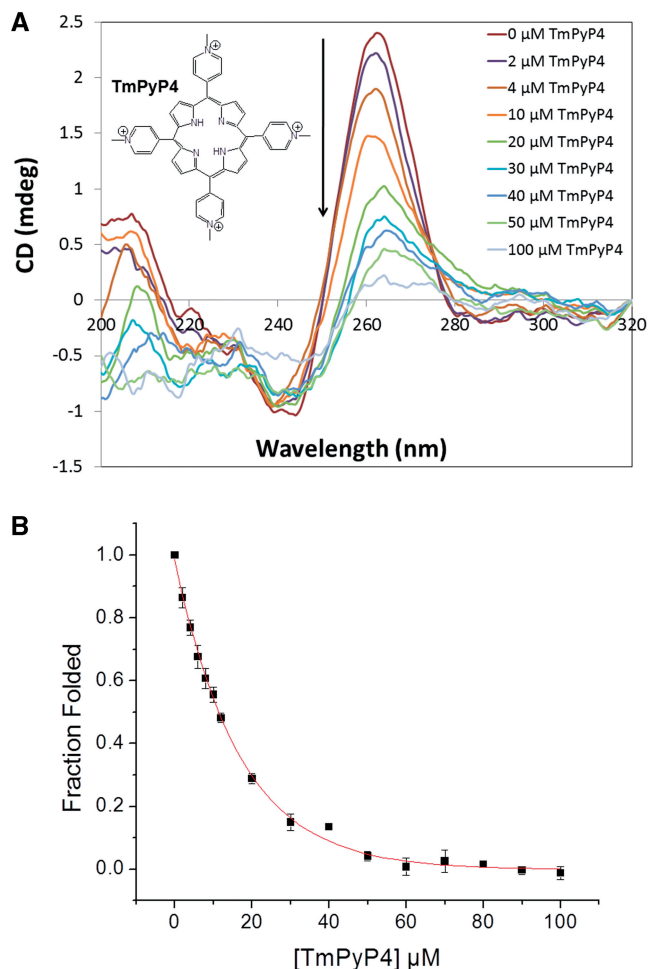 A
TmPyP4
N
NH
N
N
HN
N
N
N
0 µM TmPyP4
2 µM TmPyP4
4 µM TmPyP4
10 µM TmPyP4
20 µM TmPyP4
30 µM TmPyP4
40 µM TmPyP4
50 µM TmPyP4
100 µM TmPyP4
CD (mdeg)
2.5
2
1.5
1
0.5
0
-0.5
-1
-1.5
200 220 240 260 280 300 320
Wavelength (nm)
B
Fraction Folded
1.0
0.8
0.6
0.4
0.2
0.0
0 20 40 60 80 100
[TmPyP4] µM